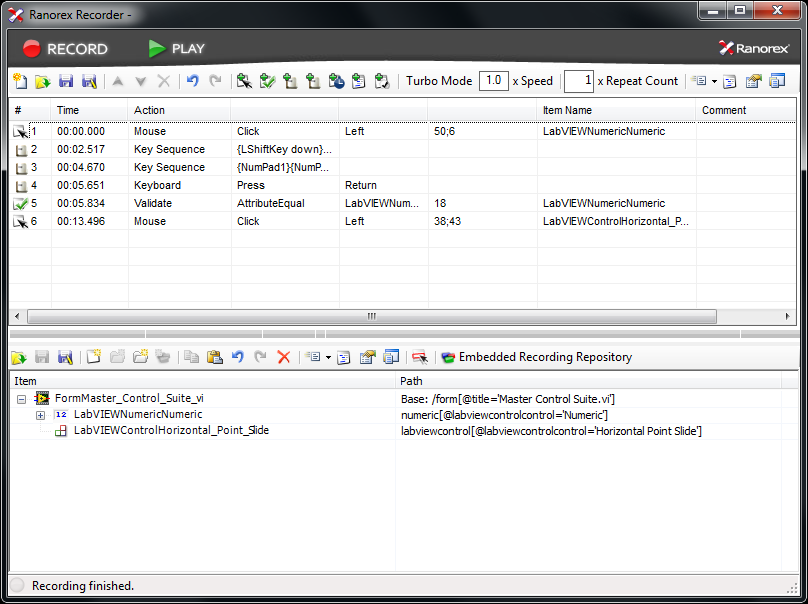 Ranorex Recorder -
RECORD PLAY Ranorex
Turbo Mode 1.0 x Speed 1 x Repeat Count
# Time Action Item Name Comment
1 00:00.000 Mouse Click Left 50;6 LabVIEWNumericNumeric
2 00:02.517 Key Sequence {LShiftKey down}...
3 00:04.670 Key Sequence {NumPad1}{NumP...
4 00:05.651 Keyboard Press Return
5 00:05.834 Validate AttributeEqual LabVIEWNum... 18 LabVIEWNumericNumeric
6 00:13.496 Mouse Click Left 38;43 LabVIEWControlHorizontal_P...
Embedded Recording Repository
Item Path
FormMaster_Control_Suite_vi Base: /form[@title='Master Control Suite.vi']
12 LabVIEWNumericNumeric numeric[@labviewcontrolcontrol='Numeric']
LabVIEWControlHorizontal_Point_Slide labviewcontrol[@labviewcontrolcontrol='Horizontal Point Slide']
Recording finished.